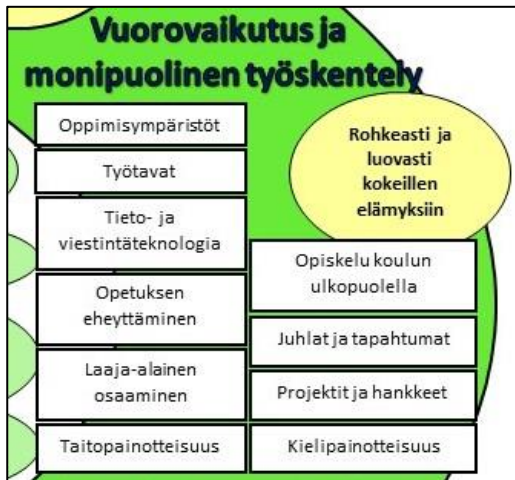 Vuorovaikutus ja
monipuolinen työskentely
Oppimisympäristöt
Työtavat
Tieto- ja
viestintäteknologia
Opetuksen
eheyttäminen
Laaja-alainen
osaaminen
Taitopainotteisuus
Rohkeasti ja
luovasti
kokeillen
elämyksiin
Opiskelu koulun
ulkopuolella
Juhlat ja tapahtumat
Projektit ja hankkeet
Kielipainotteisuus